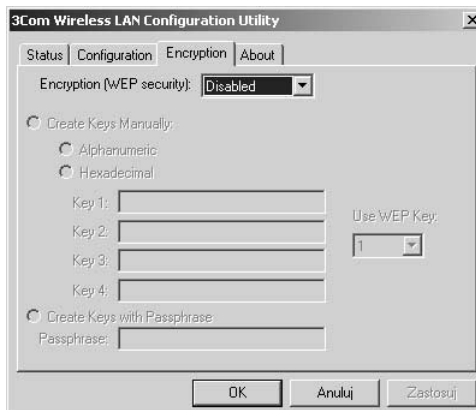 3Com Wireless LAN Configuration Utility
Status Configuration Encryption About
Encryption (WEP security): Disabled
Create Keys Manually:
Alphanumeric
Hexadecimal
Key 1:
Use WEP Key:
Key 2:
1
Key 3:
Key 4:
Create Keys with Passphrase
Passphrase:
OK Anuluj Zastosuj